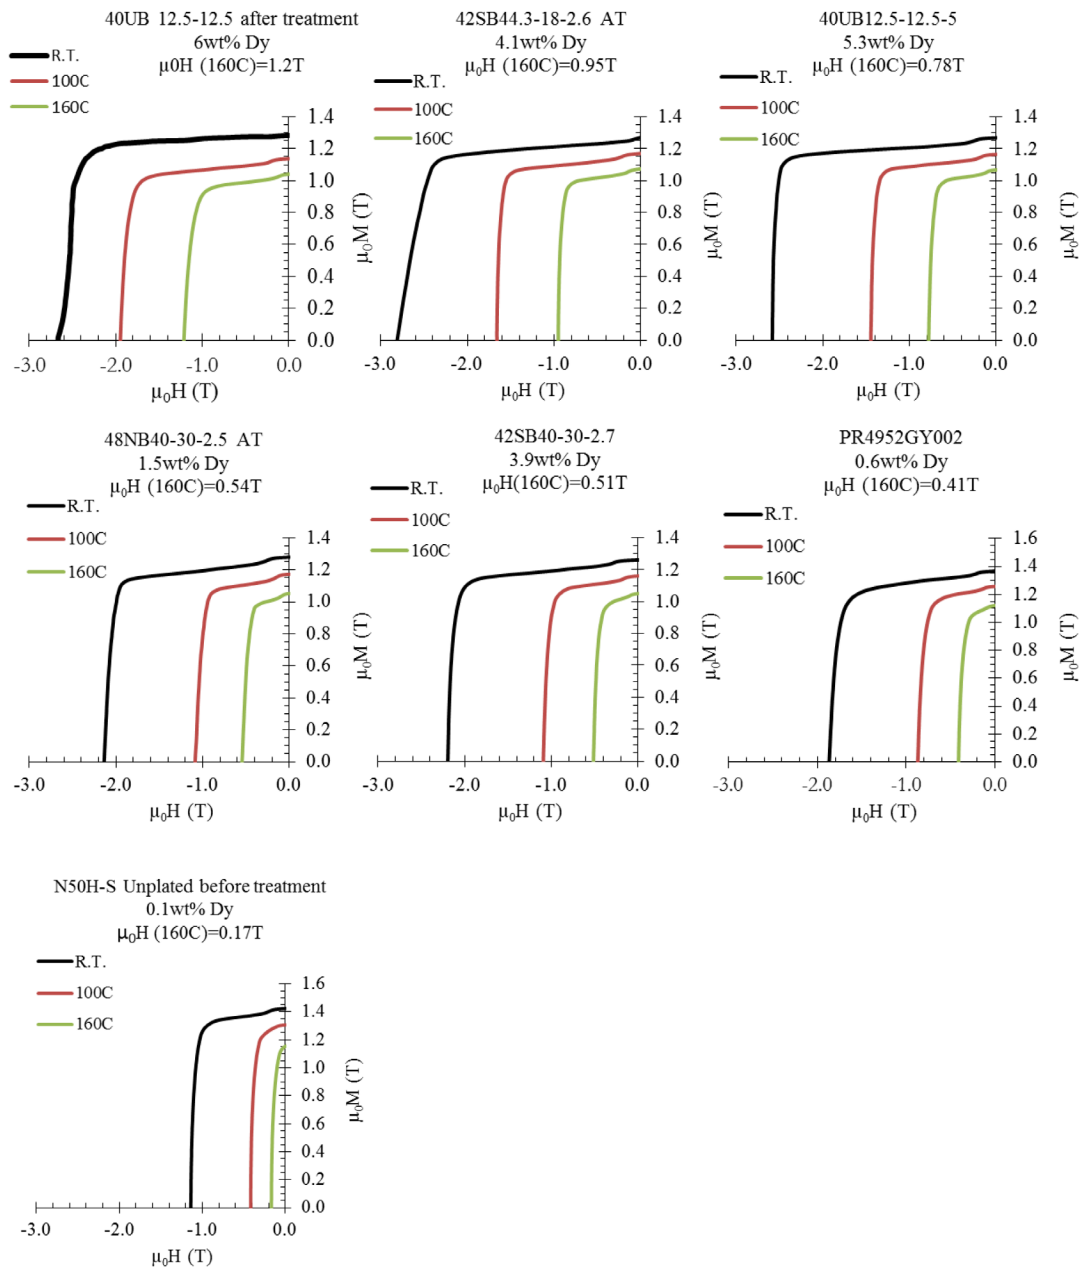 40UB 12.5-12.5 after treatment
6wt% Dy
µ0H (160C)=1.2T
R.T.
100C
160C
1.4
1.2
1.0
0.8
0.6
0.4
0.2
0.0
µ₀M (T)
-3.0 -2.0 -1.0 0.0
µ₀H (T)
42SB44.3-18-2.6 AT
4.1wt% Dy
µ₀H (160C)=0.95T
R.T.
100C
160C
1.4
1.2
1.0
0.8
0.6
0.4
0.2
0.0
µ₀M (T)
-3.0 -2.0 -1.0 0.0
µ₀H (T)
40UB12.5-12.5-5
5.3wt% Dy
µ₀H (160C)=0.78T
R.T.
100C
160C
1.4
1.2
1.0
0.8
0.6
0.4
0.2
0.0
µ₀M (T)
-3.0 -2.0 -1.0 0.0
µ₀H (T)
48NB40-30-2.5 AT
1.5wt% Dy
µ₀H (160C)=0.54T
R.T.
100C
160C
1.4
1.2
1.0
0.8
0.6
0.4
0.2
0.0
µ₀M (T)
-3.0 -2.0 -1.0 0.0
µ₀H (T)
42SB40-30-2.7
3.9wt% Dy
µ₀H(160C)=0.51T
R.T.
100C
160C
1.4
1.2
1.0
0.8
0.6
0.4
0.2
0.0
µ₀M (T)
-3.0 -2.0 -1.0 0.0
µ₀H (T)
PR4952GY002
0.6wt% Dy
µ₀H (160C)=0.41T
R.T.
100C
160C
1.6
1.4
1.2
1.0
0.8
0.6
0.4
0.2
0.0
µ₀M (T)
-3.0 -2.0 -1.0 0.0
µ₀H (T)
N50H-S Unplated before treatment
0.1wt% Dy
µ₀H (160C)=0.17T
R.T.
100C
160C
1.6
1.4
1.2
1.0
0.8
0.6
0.4
0.2
0.0
µ₀M (T)
-3.0 -2.0 -1.0 0.0
µ₀H (T)